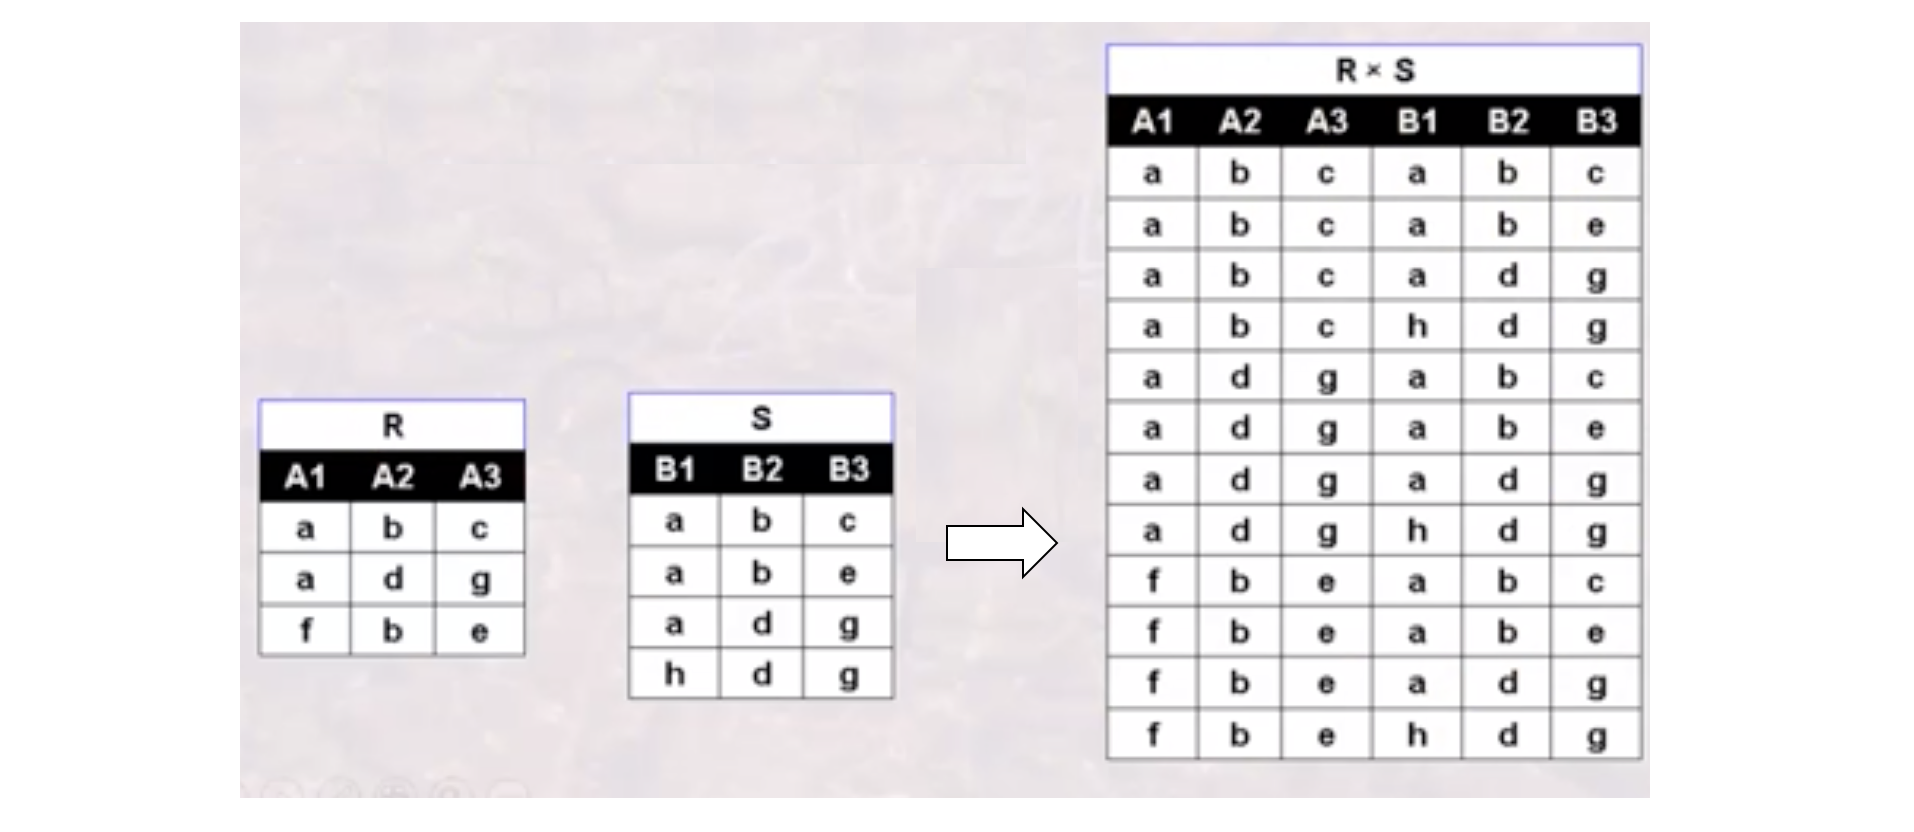 R
A1 A2 A3
a b c
a d g
f b e
S
B1 B2 B3
a b c
a b e
a d g
h d g
R × S
A1 A2 A3 B1 B2 B3
a b c a b c
a b c a b e
a b c a d g
a b c h d g
a d g a b c
a d g a b e
a d g a d g
a d g h d g
f b e a b c
f b e a b e
f b e a d g
f b e h d g